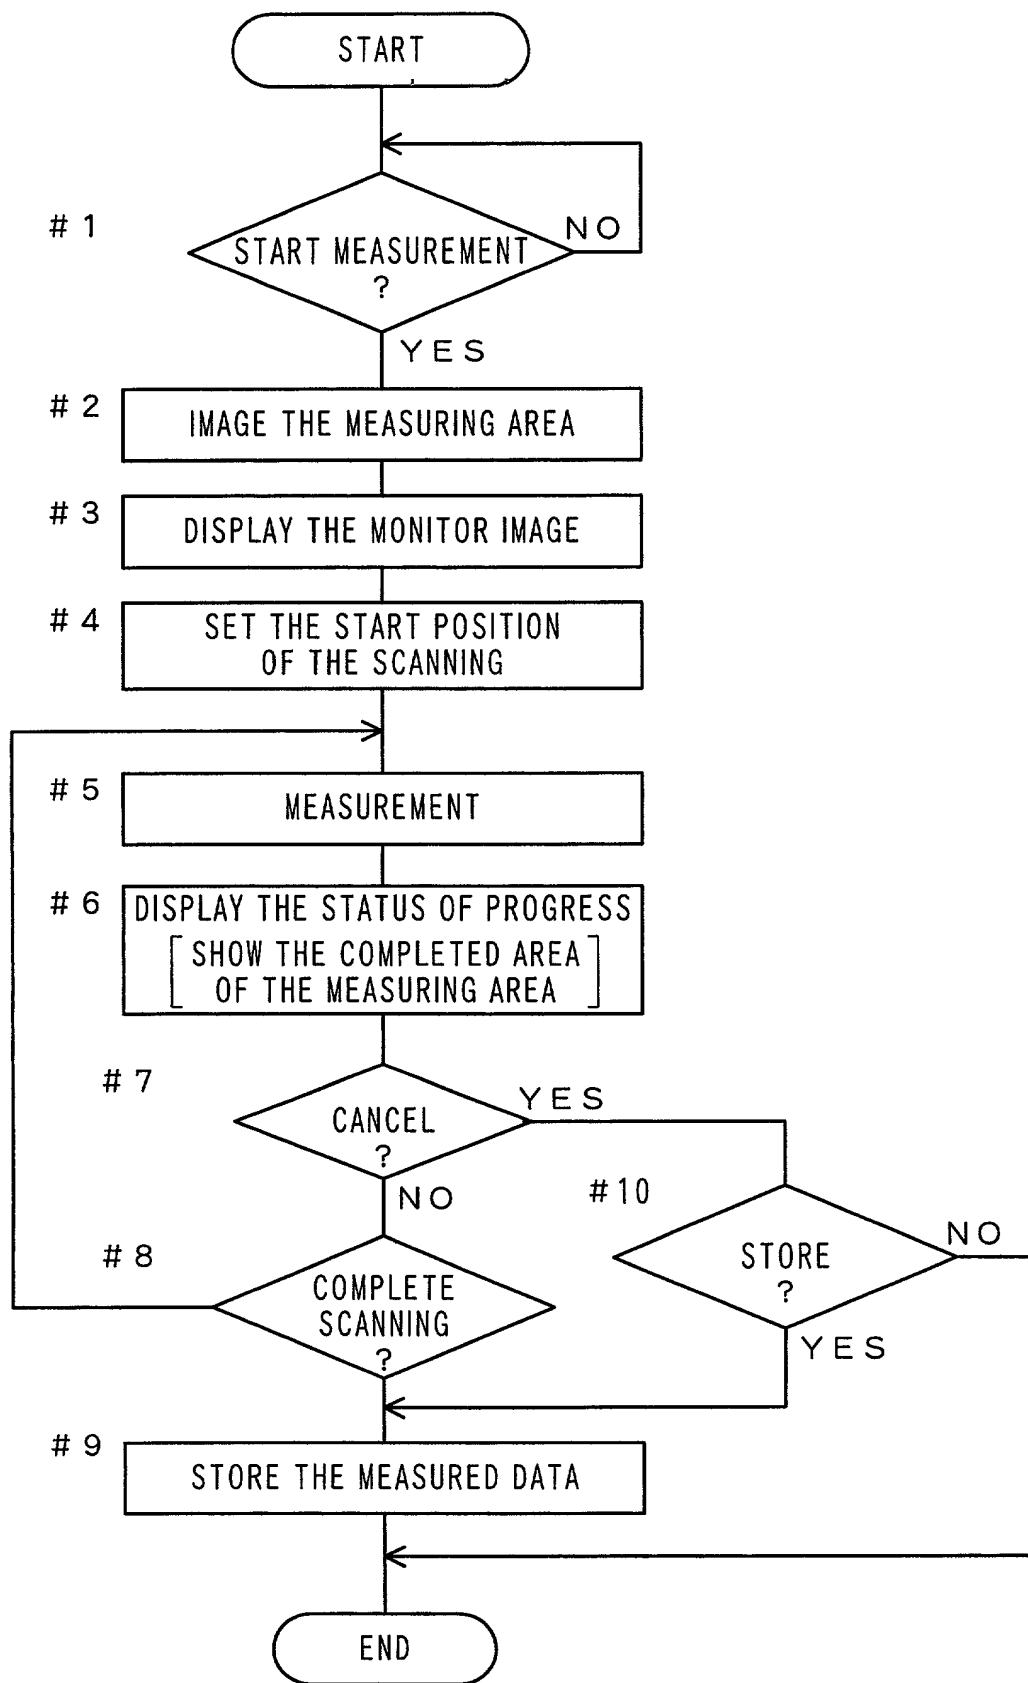 START
#1
START MEASUREMENT
?
NO
YES
#2
IMAGE THE MEASURING AREA
#3
DISPLAY THE MONITOR IMAGE
#4
SET THE START POSITION
OF THE SCANNING
#5
MEASUREMENT
#6
DISPLAY THE STATUS OF PROGRESS
[SHOW THE COMPLETED AREA
OF THE MEASURING AREA]
#7
CANCEL
?
YES
NO
#10
STORE
?
NO
YES
#8
COMPLETE
SCANNING
?
#9
STORE THE MEASURED DATA
END